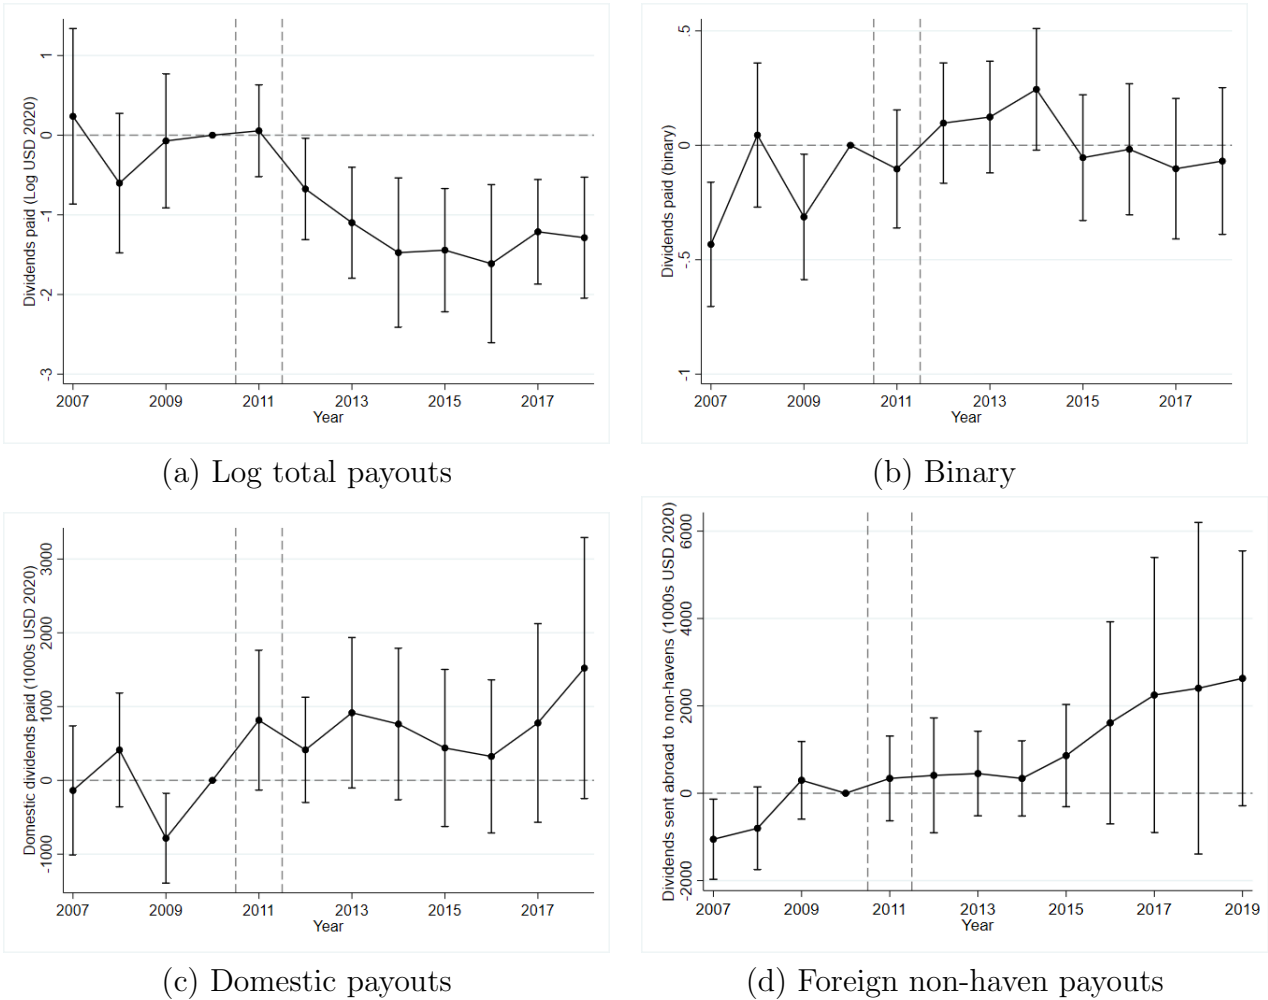 Dividends paid (Log USD 2020)
1
0
-1
-2
-3
2007 2009 2011 2013 2015 2017
Year
(a) Log total payouts
Dividends paid (binary)
.5
0
-.5
-1
2007 2009 2011 2013 2015 2017
Year
(b) Binary
Domestic dividends paid (1000s USD 2020)
3000
2000
1000
0
-1000
2007 2009 2011 2013 2015 2017
Year
(c) Domestic payouts
Dividends sent abroad to non-havens (1000s USD 2020)
6000
4000
2000
0
-2000
2007 2009 2011 2013 2015 2017 2019
Year
(d) Foreign non-haven payouts